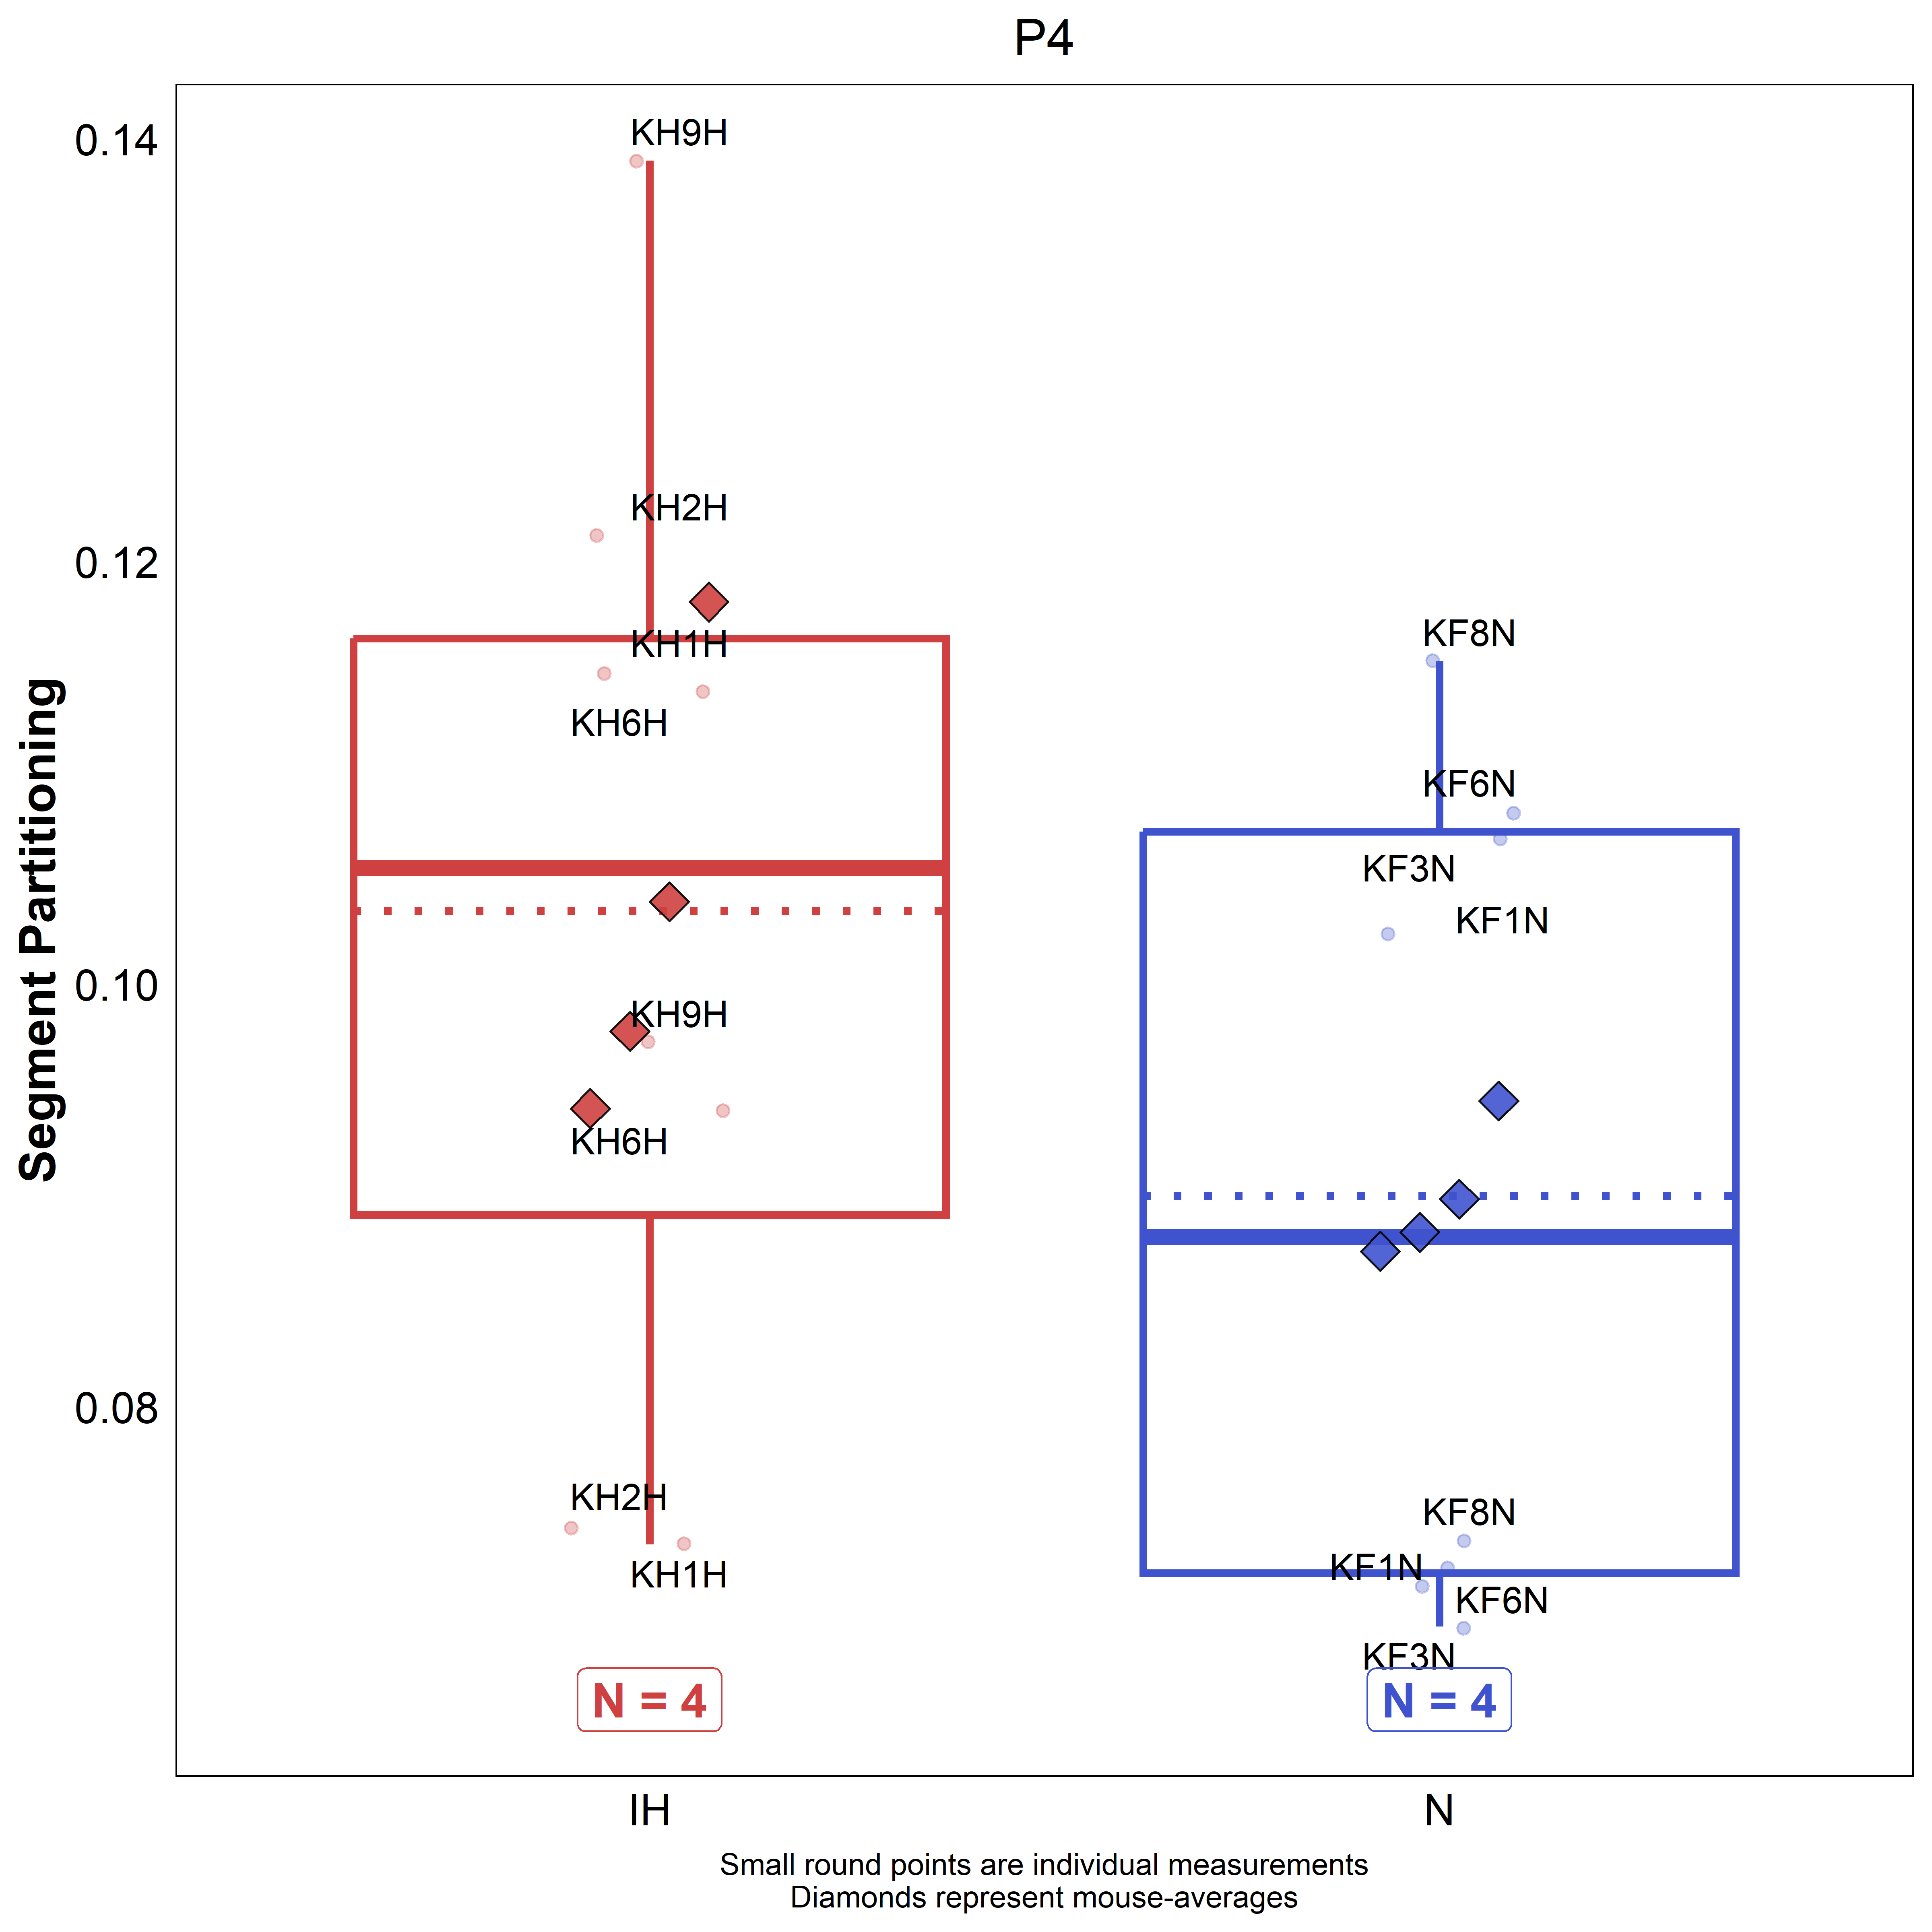 P4
Segment Partitioning
0.14
0.12
0.10
0.08
KH9H
KH2H
KH1H
KH6H
KH9H
KH6H
KH2H
KH1H
N = 4
KF8N
KF6N
KF3N
KF1N
KF8N
KF1N
KF6N
KF3N
N = 4
IH
N
Small round points are individual measurements
Diamonds represent mouse-averages